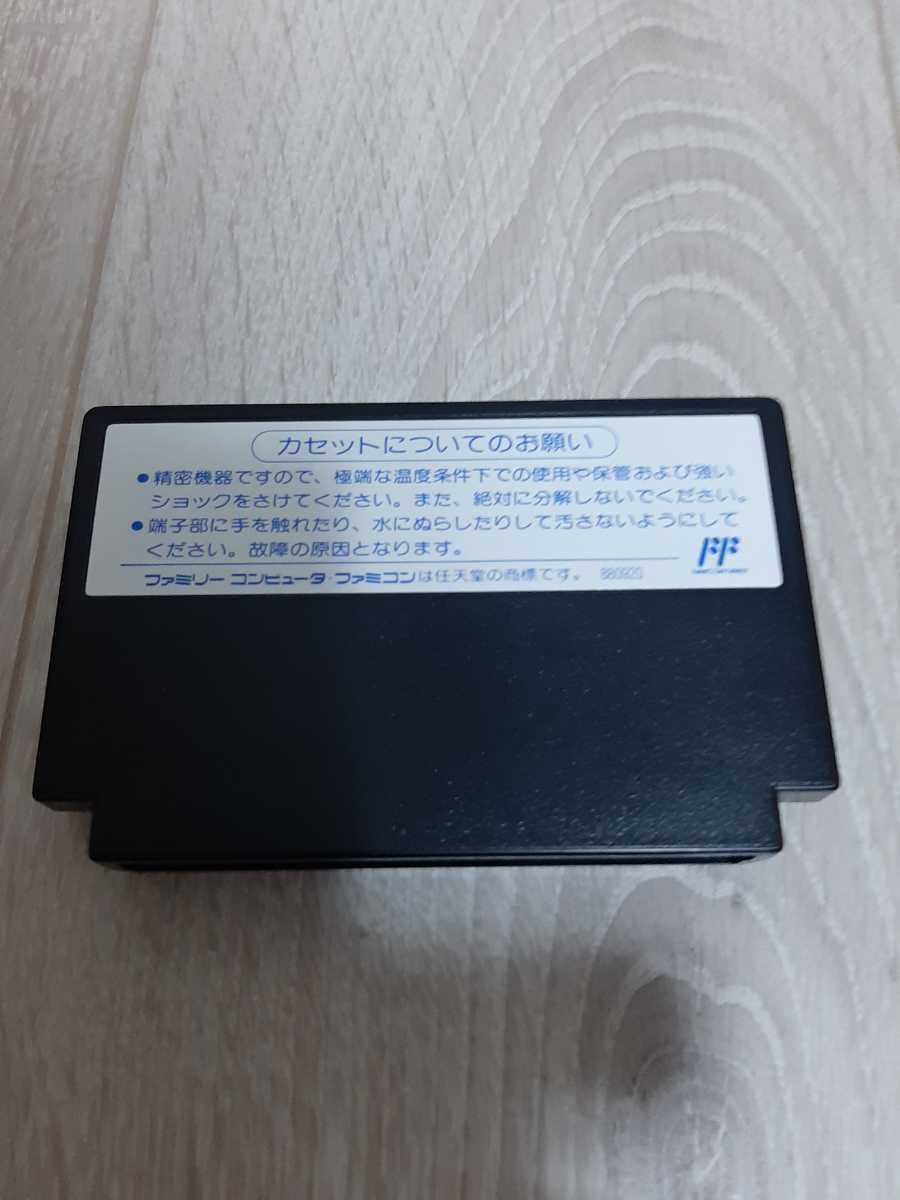 カセットについてのお願い
●精密機器ですので、極端な温度条件下での使用や保管および強い
ショックをさけてください。また、絶対に分解しないでください。
●端子部に手を触れたり、水にぬらしたりして汚さないようにして
ください。故障の原因となります。
FF
ファミリー コンピュータ・ファミコンは任天堂の商標です。 880920